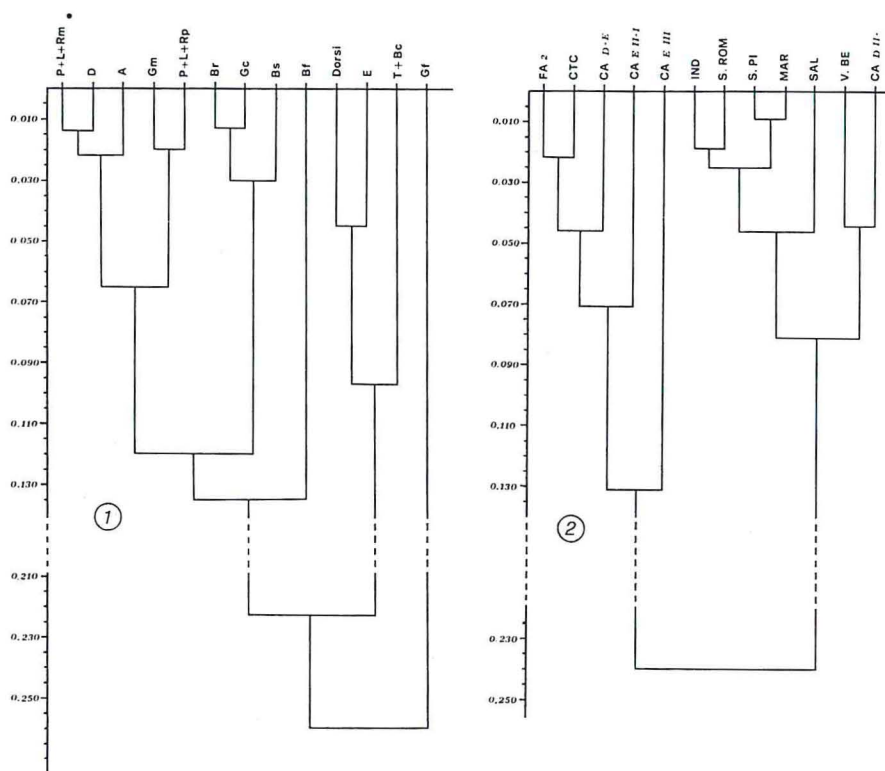 P+L+Rm
D
A
Gm
P+L+Rp
Br
Gc
Bs
Bf
Dorsi
E
T+Bc
Gf
0.010
0.030
0.050
0.070
0.090
0.110
0.130
0.210
0.230
0.250
1
FA 2
CTC
CA D-E
CA E II-I
CA E III
IND
S. ROM
S. PI
MAR
SAL
V. BE
CA D II-
0.010
0.030
0.050
0.070
0.090
0.110
0.130
0.230
0.250
2